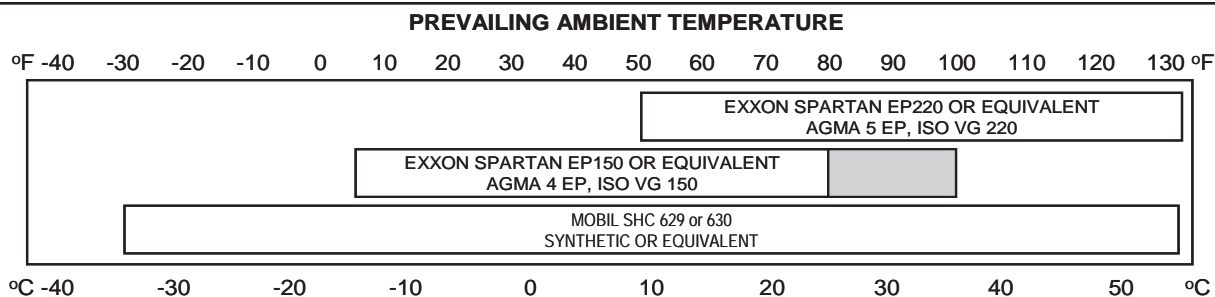 PREVAILING AMBIENT TEMPERATURE
ºF -40 -30 -20 -10 0 10 20 30 40 50 60 70 80 90 100 110 120 130 ºF
EXXON SPARTAN EP220 OR EQUIVALENT
AGMA 5 EP, ISO VG 220
EXXON SPARTAN EP150 OR EQUIVALENT
AGMA 4 EP, ISO VG 150
MOBIL SHC 629 or 630
SYNTHETIC OR EQUIVALENT
ºC -40 -30 -20 -10 0 10 20 30 40 50 ºC